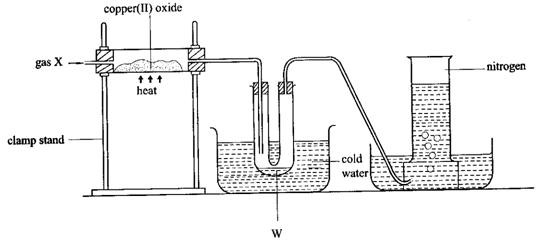 copper(II) oxide
gas X
heat
nitrogen
clamp stand
cold
water
W